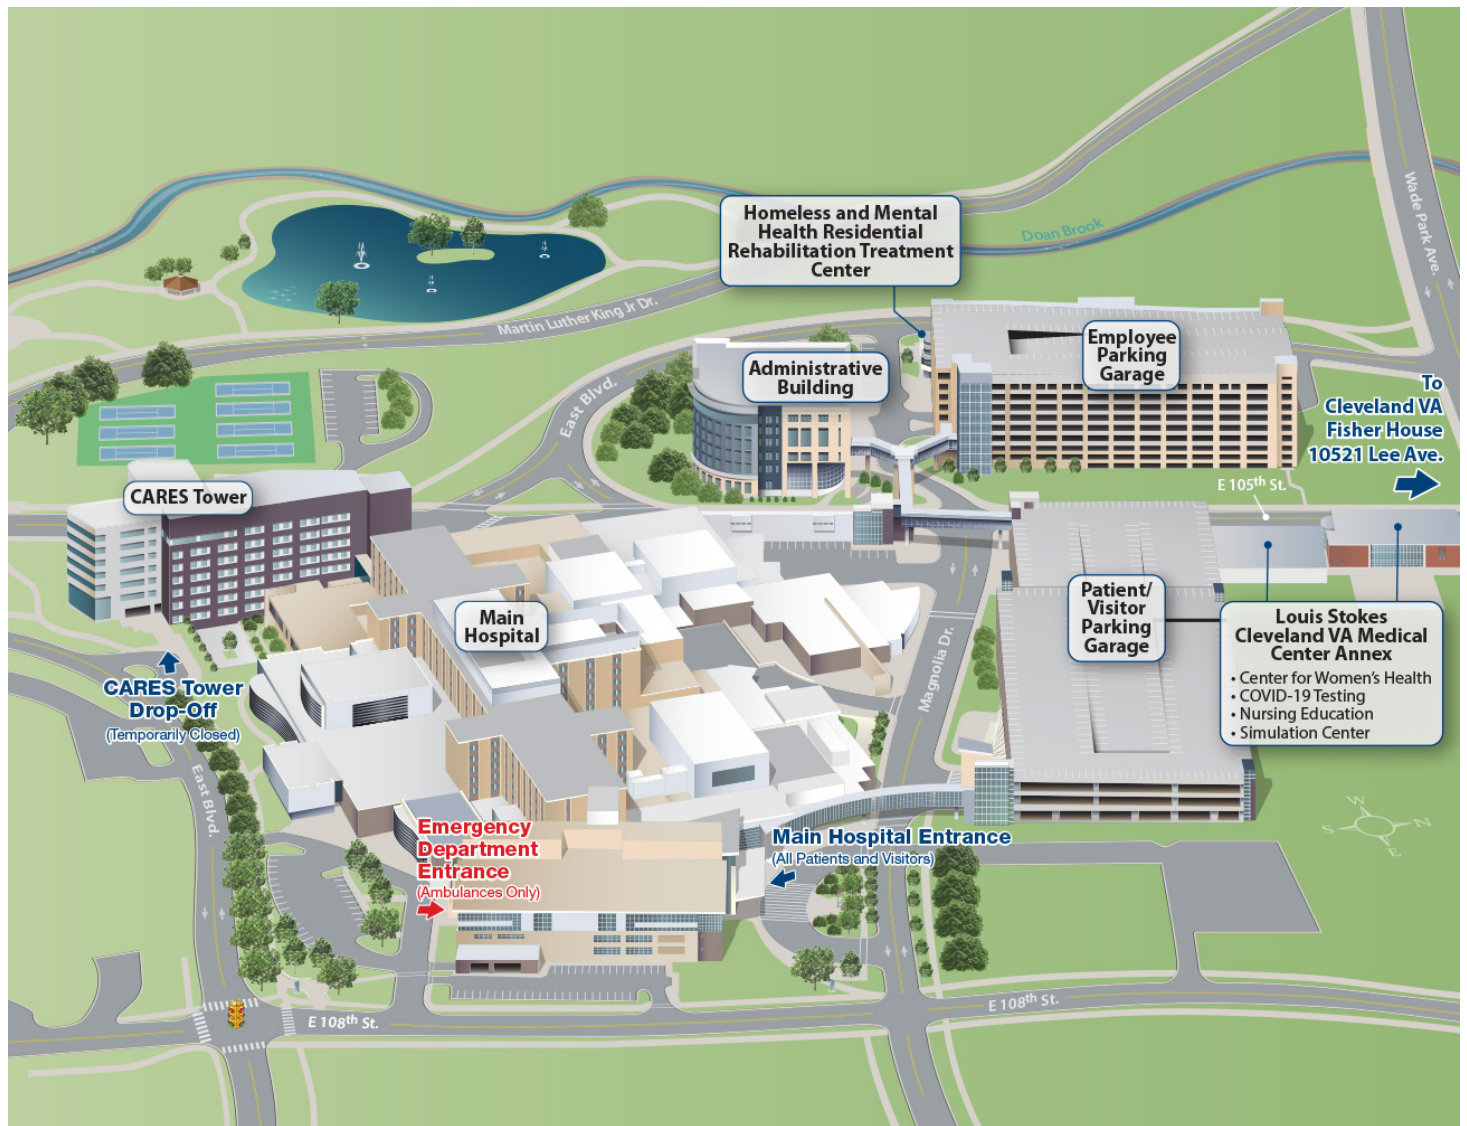 Homeless and Mental
Health Residential
Rehabilitation Treatment
Center
Doan Brook
Wade Park Ave.
Martin Luther King Jr Dr.
Employee
Parking
Garage
Administrative
Building
East Blvd.
To
Cleveland VA
Fisher House
10521 Lee Ave.
CARES Tower
E 105th St.
Main
Hospital
Patient/
Visitor
Parking
Garage
Louis Stokes
Cleveland VA Medical
Center Annex
• Center for Women's Health
• COVID-19 Testing
• Nursing Education
• Simulation Center
Magnolia Dr.
CARES Tower
Drop-Off
(Temporarily Closed)
East Blvd.
Emergency
Department
Entrance
(Ambulances Only)
Main Hospital Entrance
(All Patients and Visitors)
W
S
N
E
E 108th St.
E 108th St.